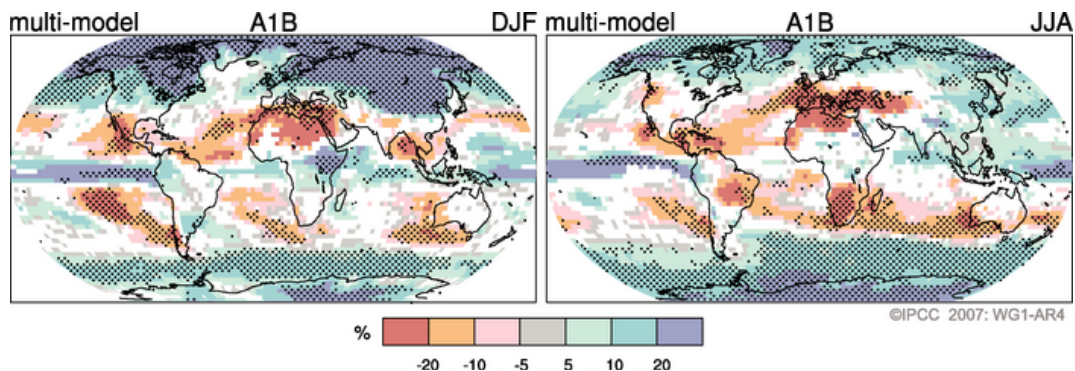 multi-model A1B DJF
multi-model A1B JJA
©IPCC 2007: WG1-AR4
%
-20 -10 -5 5 10 20